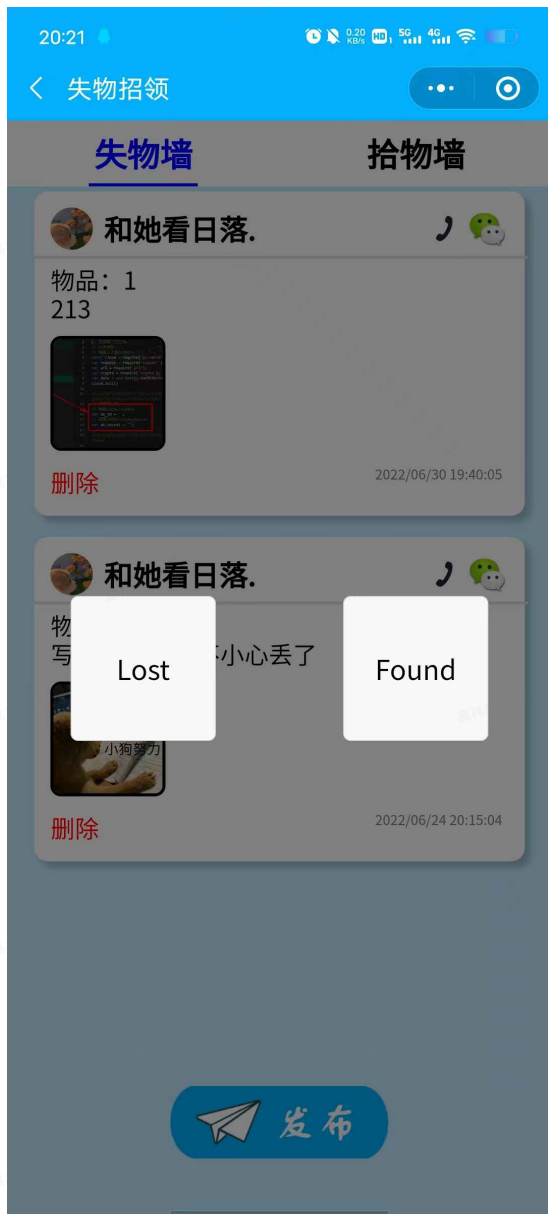 20:21
0.20 KB/s HD 5G 4G
失物招领
失物墙 拾物墙
和她看日落.
物品：1
213
删除 2022/06/30 19:40:05
和她看日落.
物
写 小心丢了
Lost Found
小狗努力
删除 2022/06/24 20:15:04
发布